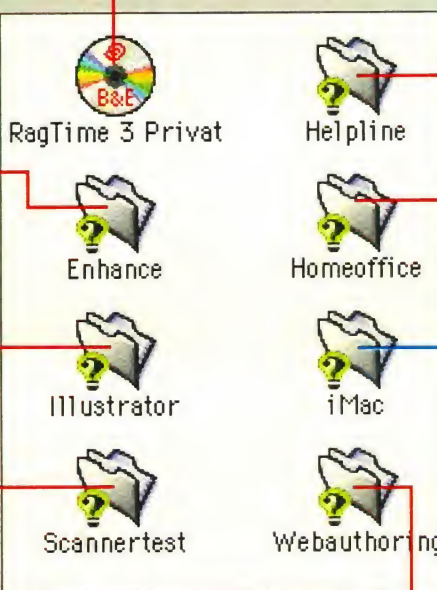 B&E
RagTime 3 Privat
Helpline
Enhance
Homeoffice
Illustrator
iMac
Scannertest
Webauthoring